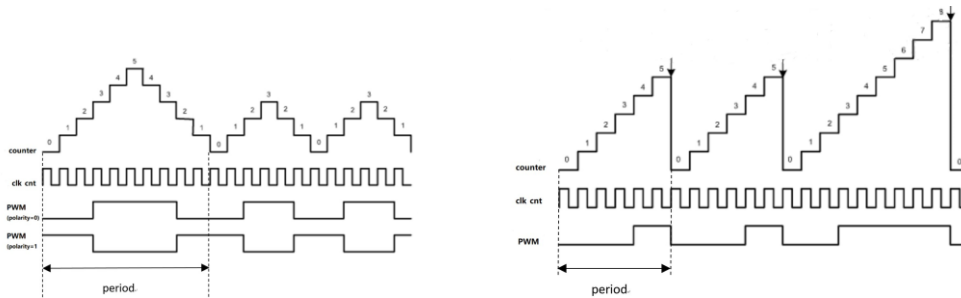 0 1 2 3 4 5 4 3 2 1 0 1 2 3 2 1 0 1 2 3 2 1
counter
clk cnt
PWM
(polarity=0)
PWM
(polarity=1
period
0 1 2 3 4 5 0 1 2 3 4 5 0 1 2 3 4 5 6 7 8 0
counter
clk cnt
PWM
period